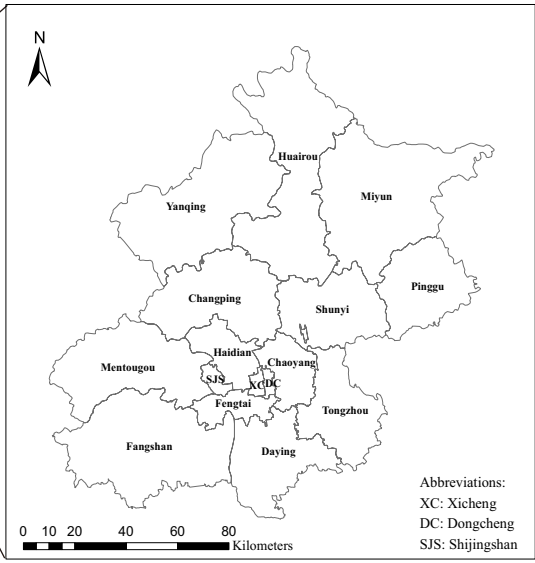 N
Huairou
Miyun
Yanqing
Pinggu
Changping
Shunyi
Haidian
Chaoyang
Mentougou
SJS
XC
DC
Fengtai
Tongzhou
Fangshan
Daying
Abbreviations:
XC: Xicheng
DC: Dongcheng
SJS: Shijingshan
0 10 20 40 60 80
Kilometers